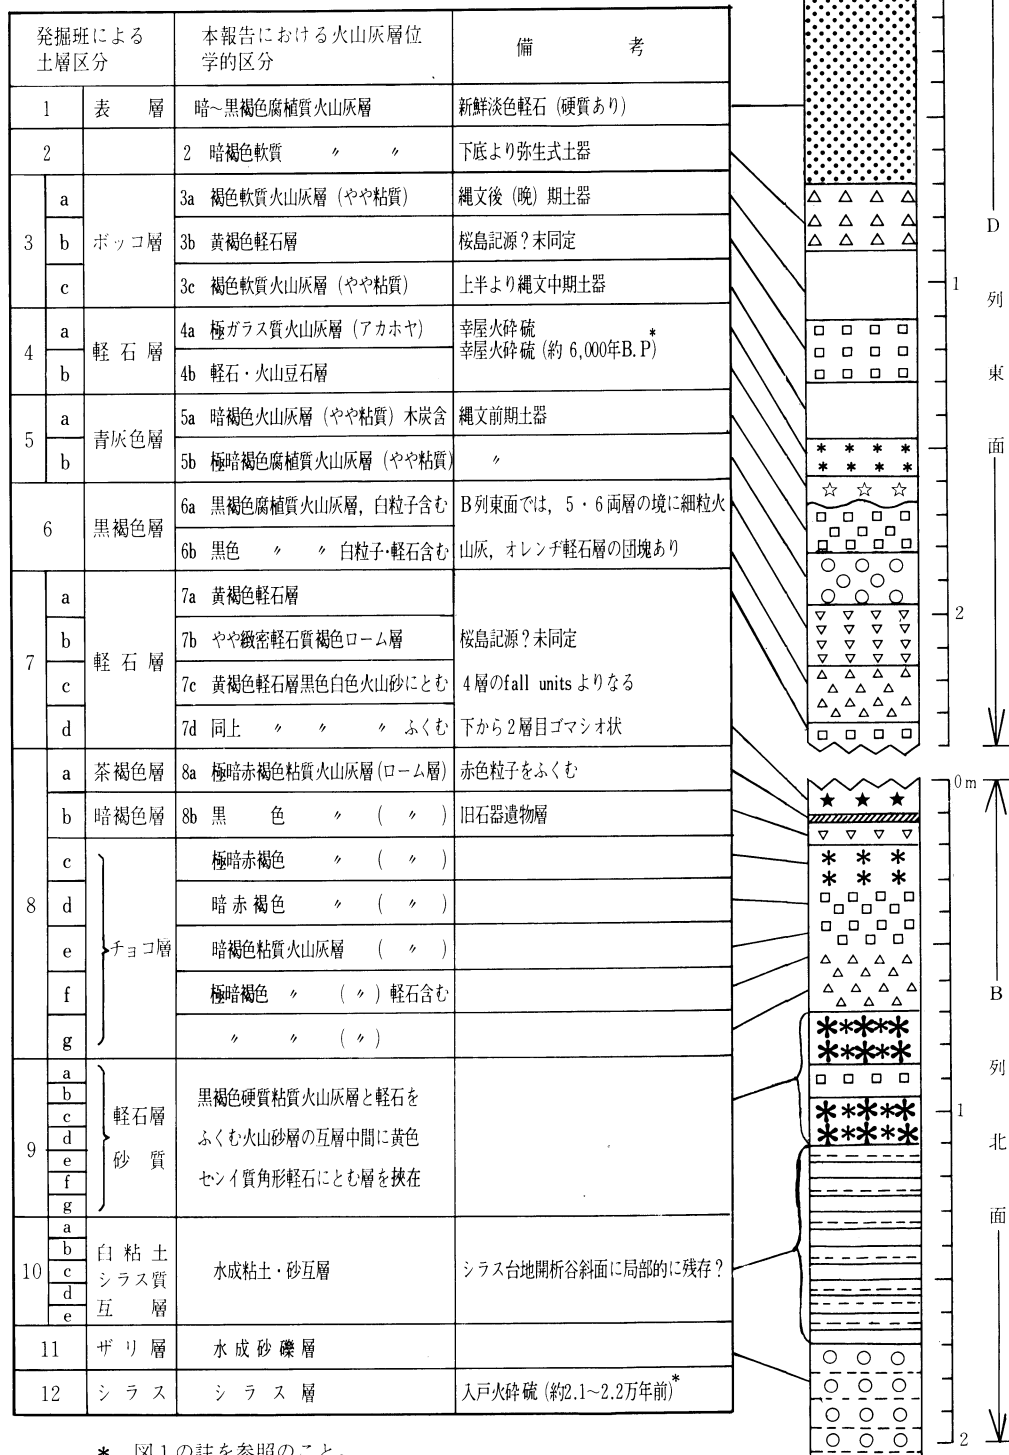 発掘班による 本報告における火山灰層位 備 考
土層区分 学的区分
1 表 層 暗～黒褐色腐植質火山灰層 新鮮淡色軽石 (硬質あり)
2 2 暗褐色軟質 〃 〃 下底より弥生式土器
3 ボッコ層
a 3a 褐色軟質火山灰層 (やや粘質) 縄文後 (晩) 期土器
b 3b 黄褐色軽石層 桜島記源？未同定
c 3c 褐色軟質火山灰層 (やや粘質) 上半より縄文中期土器
4 軽石層
a 4a 極ガラス質火山灰層 (アカホヤ) 幸屋火砕硫
幸屋火砕硫 (約 6,000年B.P)*
b 4b 軽石・火山豆石層
5 青灰色層
a 5a 暗褐色火山灰層 (やや粘質) 木炭含 縄文前期土器
b 5b 極暗褐色腐植質火山灰層 (やや粘質) 〃
6 黒褐色層
6a 黒褐色腐植質火山灰層，白粒子含む B列東面では，5・6両層の境に細粒火
6b 黒色 〃 〃 白粒子・軽石含む 山灰，オレンヂ軽石層の団塊あり
7 軽石層
a 7a 黄褐色軽石層
b 7b やや緻密軽石質褐色ローム層 桜島記源？未同定
c 7c 黄褐色軽石層黒色白色火山砂にとむ 4層のfall unitsよりなる
d 7d 同上 〃 〃 〃 ふくむ 下から2層目ゴマシオ状
8
a 茶褐色層 8a 極暗赤褐色粘質火山灰層(ローム層) 赤色粒子をふくむ
b 暗褐色層 8b 黒 色 〃 ( 〃 ) 旧石器遺物層
チョコ層
c 極暗赤褐色 〃 ( 〃 )
d 暗赤褐色 〃 ( 〃 )
e 暗褐色粘質火山灰層 ( 〃 )
f 極暗褐色 〃 (〃) 軽石含む
g 〃 〃 (〃)
9
a
b
c
d
e
f
g
軽石層
砂 質
黒褐色硬質粘質火山灰層と軽石を
ふくむ火山砂層の互層中間に黄色
センイ質角形軽石にとむ層を挾在
10
a
b
c
d
e
白粘土
シラス質
互 層
水成粘土・砂互層 シラス台地開析谷斜面に局部的に残存？
11 ザリ層 水成砂礫層
12 シラス シラス層 入戸火砕硫 (約2.1～2.2万年前)*
* 図1の註を参照のこと。
D
列
東
面
1
2
0m
B
列
北
面
1
2